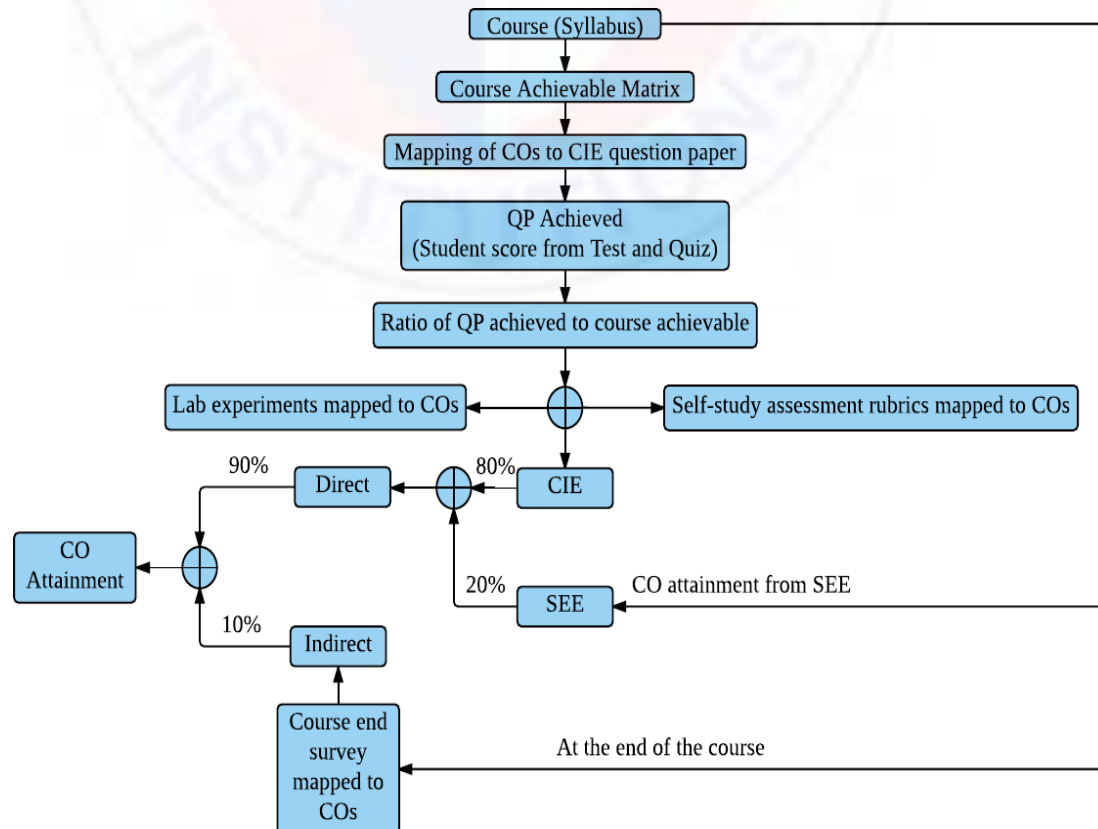 Course (Syllabus)
Course Achievable Matrix
Mapping of COs to CIE question paper
QP Achieved
(Student score from Test and Quiz)
Ratio of QP achieved to course achievable
Lab experiments mapped to COs
Self-study assessment rubrics mapped to COs
90%
Direct
80%
CIE
CO
Attainment
20%
SEE
CO attainment from SEE
10%
Indirect
Course end
survey
mapped to
COs
At the end of the course
INSTITUTIONS